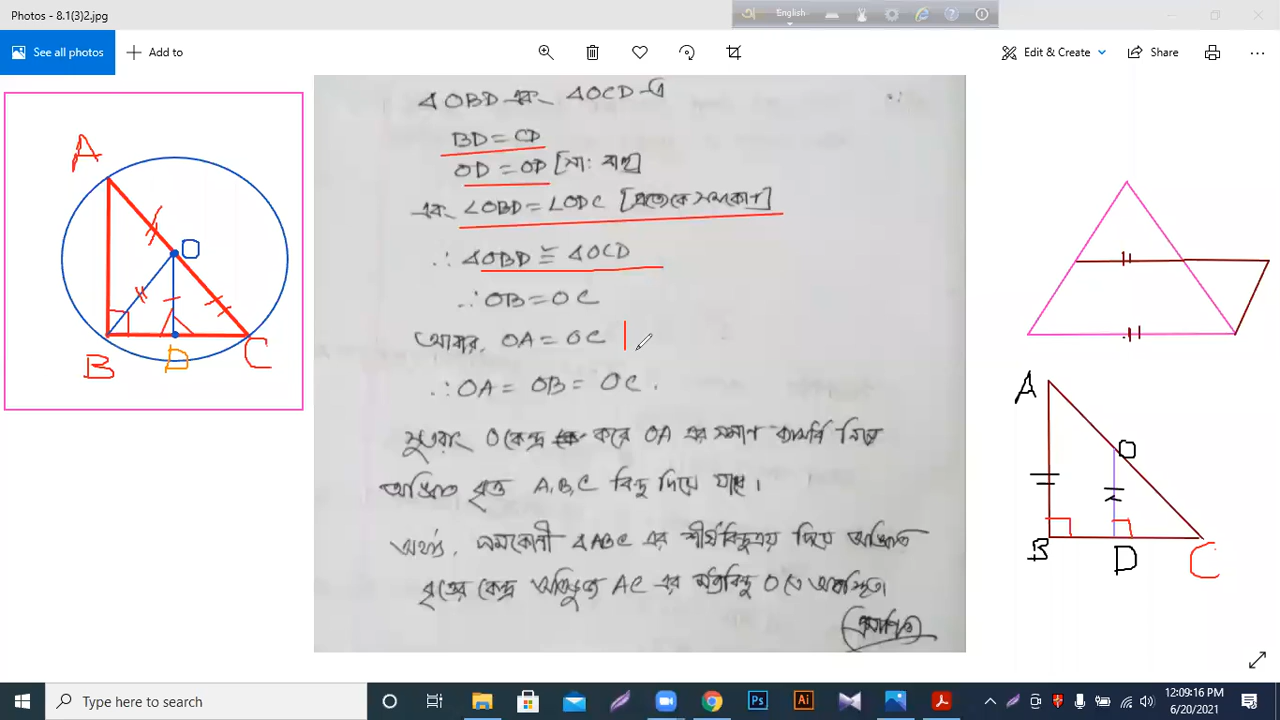 Photos - 8.1(3)2.jpg
English
See all photos
Add to
Edit & Create
Share
A
O
B
D
C
△OBD এবং △OCD এ
BD = CD
OD = OD [সা: বাহু]
এবং ∠OBD = ∠ODC [প্রত্যেকে সমকোণ]
∴ △OBD ≅ △OCD
∴ OB = OC
আবার, OA = OC
∴ OA = OB = OC .
সুতরাং O কেন্দ্র করে OA এর সমান ব্যাসার্ধ নিয়ে
অঙ্কিত বৃত্ত A, B, C বিন্দু দিয়ে যাবে।
অর্থাৎ, সমকোণী △ABC এর শীর্ষবিন্দুত্রয় দিয়ে অঙ্কিত
বৃত্তের কেন্দ্র অতিভুজ AC এর মধ্যবিন্দু O তে অবস্থিত।
(প্রমাণিত)
A
O
B
D
C
Type here to search
12:09:16 PM
6/20/2021